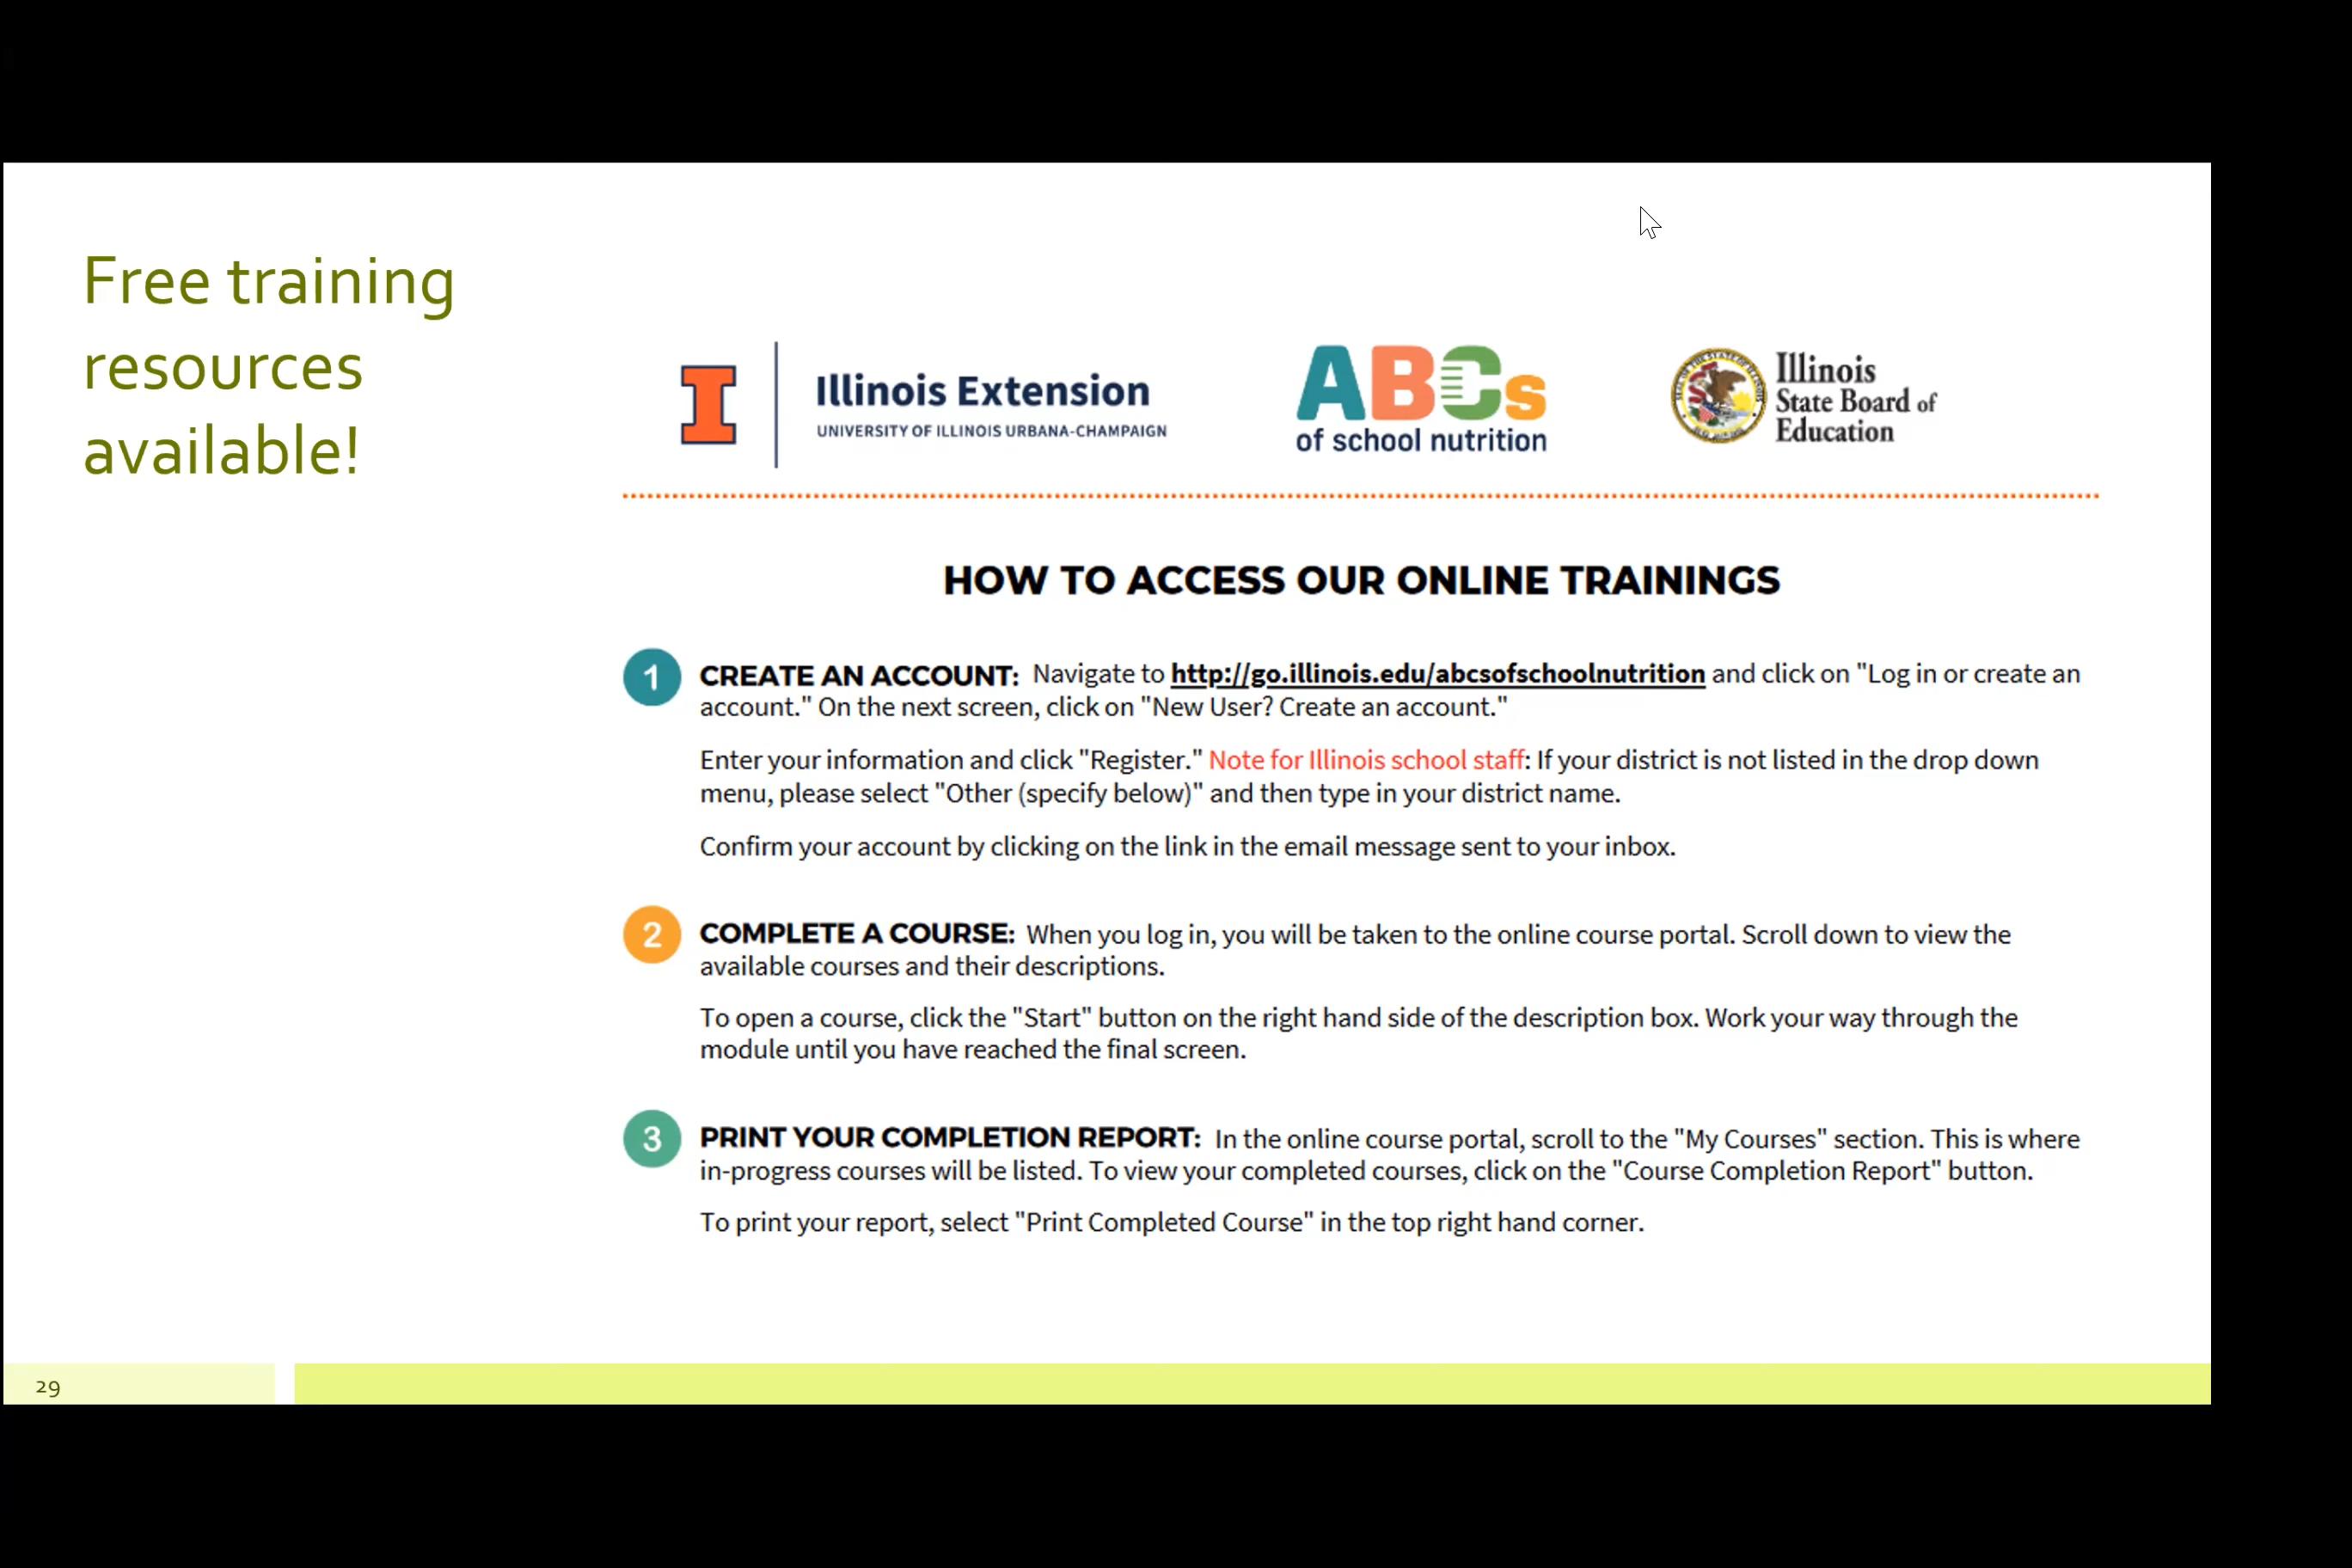 Free training
resources
available!
I
Illinois Extension
UNIVERSITY OF ILLINOIS URBANA-CHAMPAIGN
ABCs
of school nutrition
Illinois
State Board of
Education
HOW TO ACCESS OUR ONLINE TRAININGS
1 CREATE AN ACCOUNT: Navigate to http://go.illinois.edu/abcsofschoolnutrition and click on "Log in or create an
account." On the next screen, click on "New User? Create an account."
Enter your information and click "Register." Note for Illinois school staff: If your district is not listed in the drop down
menu, please select "Other (specify below)" and then type in your district name.
Confirm your account by clicking on the link in the email message sent to your inbox.
2 COMPLETE A COURSE: When you log in, you will be taken to the online course portal. Scroll down to view the
available courses and their descriptions.
To open a course, click the "Start" button on the right hand side of the description box. Work your way through the
module until you have reached the final screen.
3 PRINT YOUR COMPLETION REPORT: In the online course portal, scroll to the "My Courses" section. This is where
in-progress courses will be listed. To view your completed courses, click on the "Course Completion Report" button.
To print your report, select "Print Completed Course" in the top right hand corner.
29